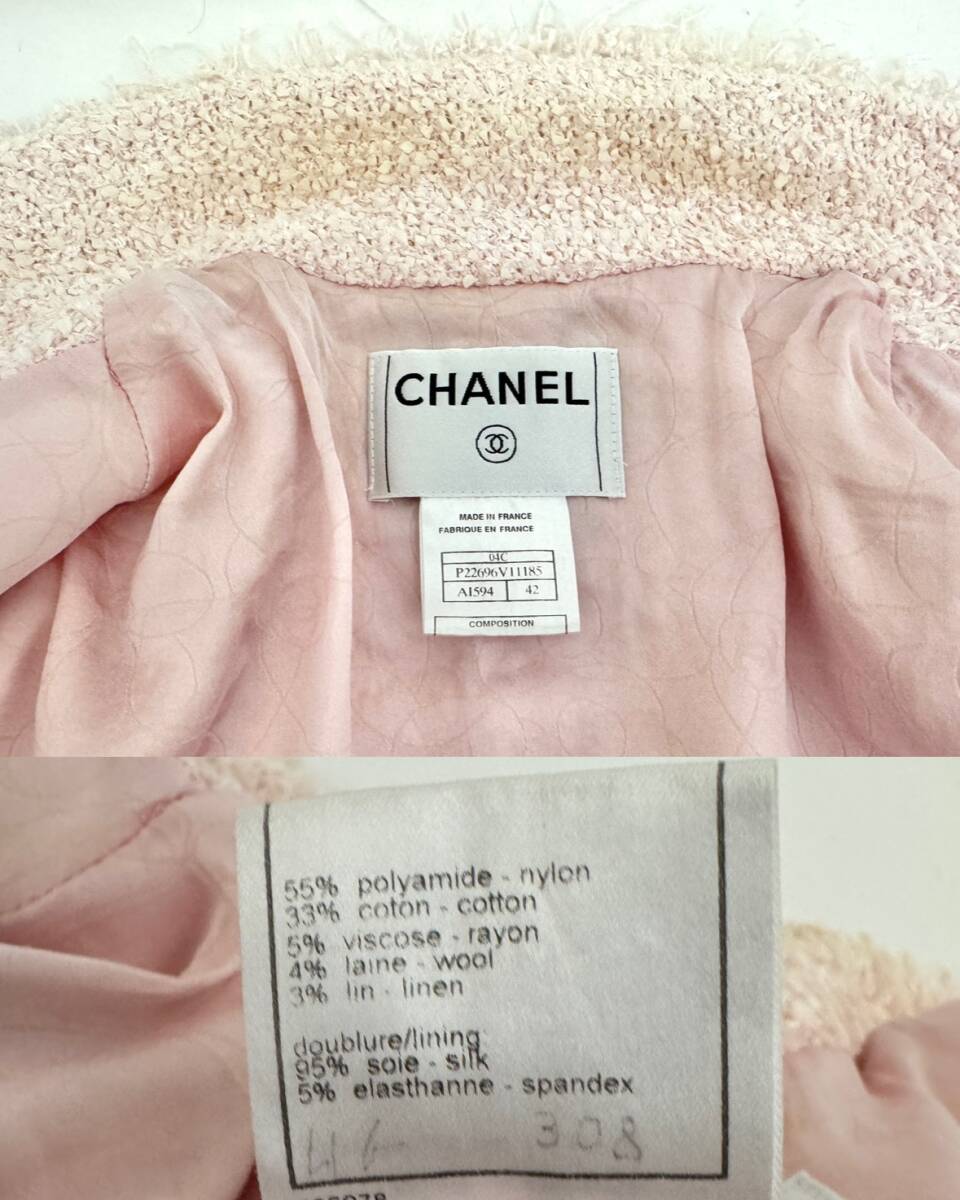 CHANEL
MADE IN FRANCE
FABRIQUE EN FRANCE
04C
P22696V11185
A1594 42
COMPOSITION
55% polyamide - nylon
33% coton - cotton
5% viscose - rayon
4% laine - wool
3% lin - linen
doublure/lining
95% soie - silk
5% elasthanne - spandex
308